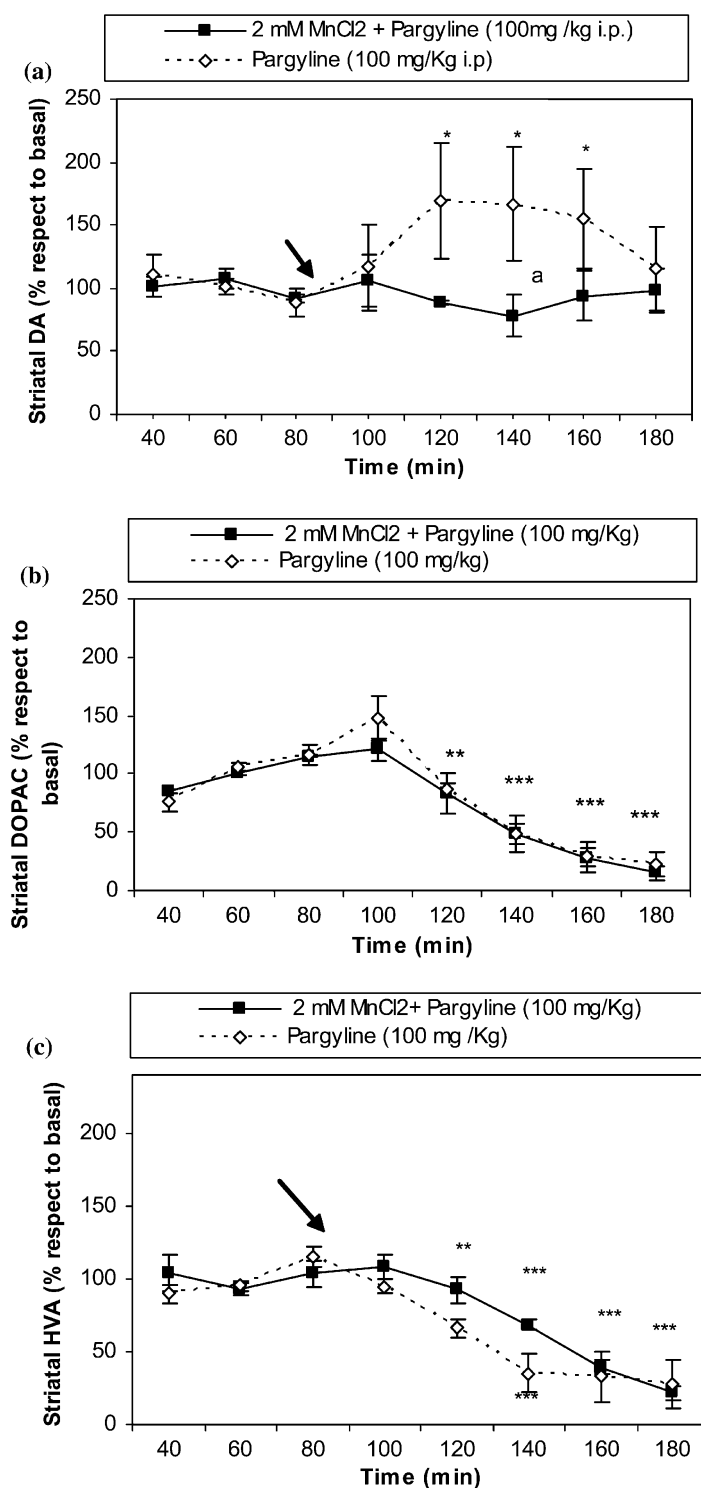 2 mM MnCl2 + Pargyline (100mg /kg i.p.)
Pargyline (100 mg/Kg i.p)
(a)
250
200
150
100
50
0
Striatal DA (% respect to basal)
* * *
a
40 60 80 100 120 140 160 180
Time (min)
2 mM MnCl2 + Pargyline (100 mg/Kg)
Pargyline (100 mg/kg)
(b)
250
200
150
100
50
0
Striatal DOPAC (% respect to
basal)
** *** *** ***
40 60 80 100 120 140 160 180
Time (min)
2 mM MnCl2+ Pargyline (100 mg/Kg)
Pargyline (100 mg /Kg)
(c)
200
150
100
50
0
Striatal HVA (% respect to basal)
** *** *** ***
***
40 60 80 100 120 140 160 180
Time (min)